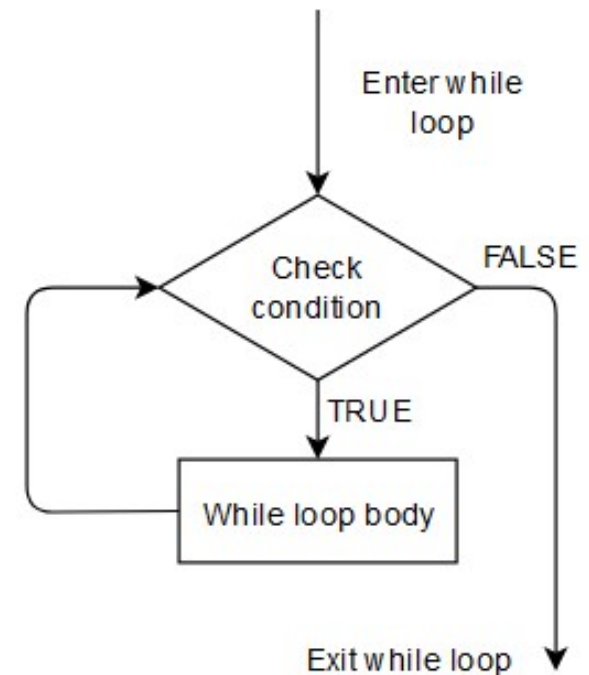 Enter while
loop
Check
condition
FALSE
TRUE
While loop body
Exit while loop